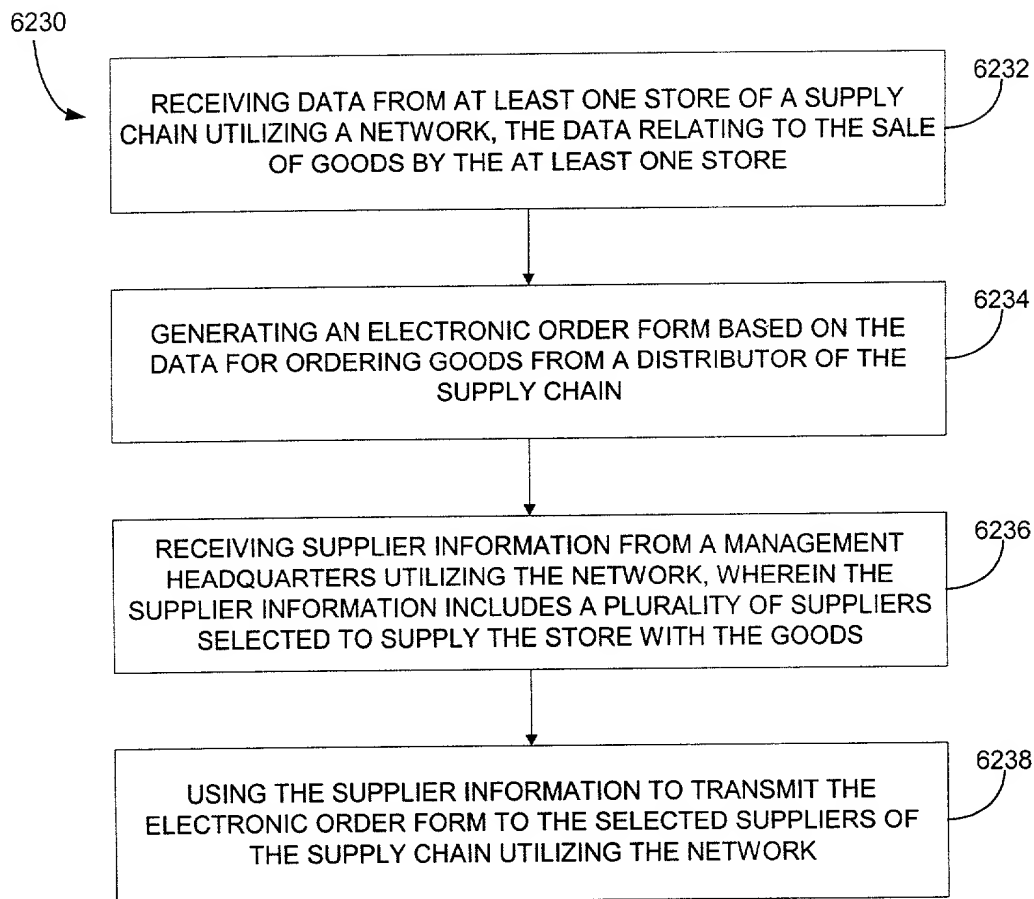 6230
6232
RECEIVING DATA FROM AT LEAST ONE STORE OF A SUPPLY
CHAIN UTILIZING A NETWORK, THE DATA RELATING TO THE SALE
OF GOODS BY THE AT LEAST ONE STORE
6234
GENERATING AN ELECTRONIC ORDER FORM BASED ON THE
DATA FOR ORDERING GOODS FROM A DISTRIBUTOR OF THE
SUPPLY CHAIN
6236
RECEIVING SUPPLIER INFORMATION FROM A MANAGEMENT
HEADQUARTERS UTILIZING THE NETWORK, WHEREIN THE
SUPPLIER INFORMATION INCLUDES A PLURALITY OF SUPPLIERS
SELECTED TO SUPPLY THE STORE WITH THE GOODS
6238
USING THE SUPPLIER INFORMATION TO TRANSMIT THE
ELECTRONIC ORDER FORM TO THE SELECTED SUPPLIERS OF
THE SUPPLY CHAIN UTILIZING THE NETWORK